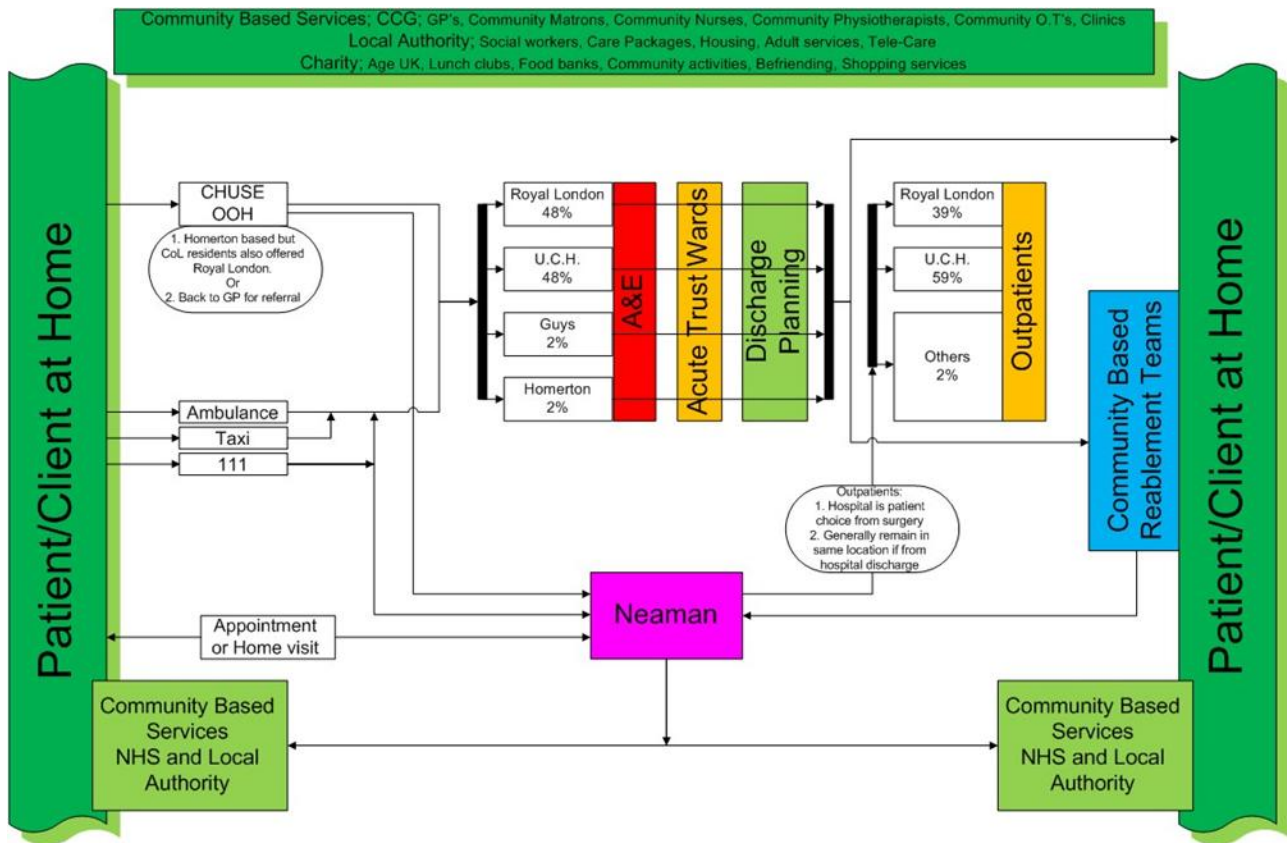 Community Based Services; CCG; GP's, Community Matrons, Community Nurses, Community Physiotherapists, Community O.T's, Clinics
Local Authority; Social workers, Care Packages, Housing, Adult services, Tele-Care
Charity; Age UK, Lunch clubs, Food banks, Community activities, Befriending, Shopping services
Patient/Client at Home
CHUSE
OOH
1. Homerton based but
CoL residents also offered
Royal London.
Or
2. Back to GP for referral
Ambulance
Taxi
111
Appointment
or Home visit
Royal London
48%
U.C.H.
48%
Guys
2%
Homerton
2%
A&E
Acute Trust Wards
Discharge
Planning
Royal London
39%
U.C.H.
59%
Others
2%
Outpatients
Outpatients:
1. Hospital is patient
choice from surgery
2. Generally remain in
same location if from
hospital discharge
Neaman
Community Based
Reablement Teams
Patient/Client at Home
Community Based
Services
NHS and Local
Authority
Community Based
Services
NHS and Local
Authority